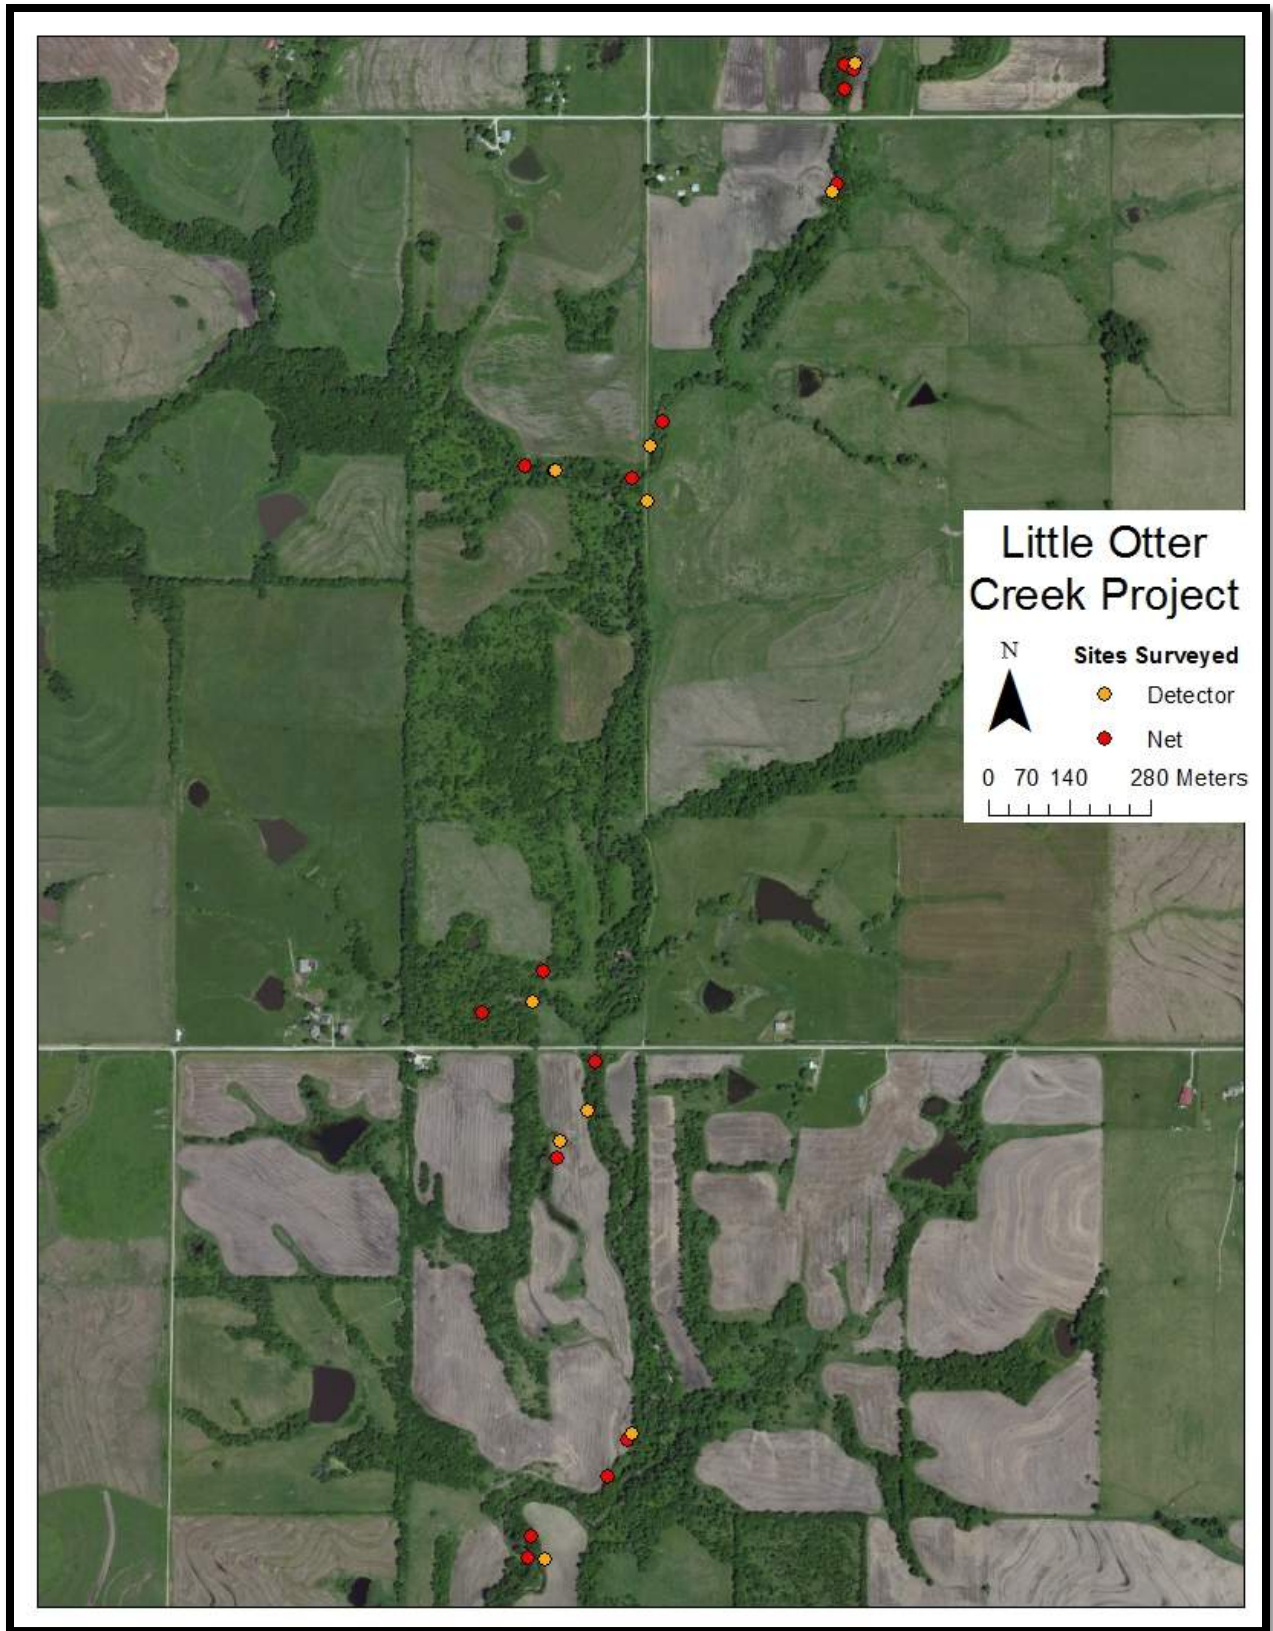 Little Otter
Creek Project
N
Sites Surveyed
Detector
Net
0 70 140 280 Meters